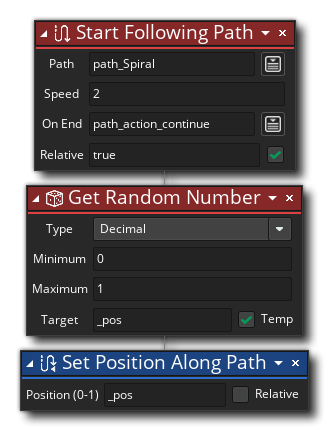 Start Following Path
Path path_Spiral
Speed 2
On End path_action_continue
Relative true
Get Random Number
Type Decimal
Minimum 0
Maximum 1
Target _pos Temp
Set Position Along Path
Position (0-1) _pos Relative